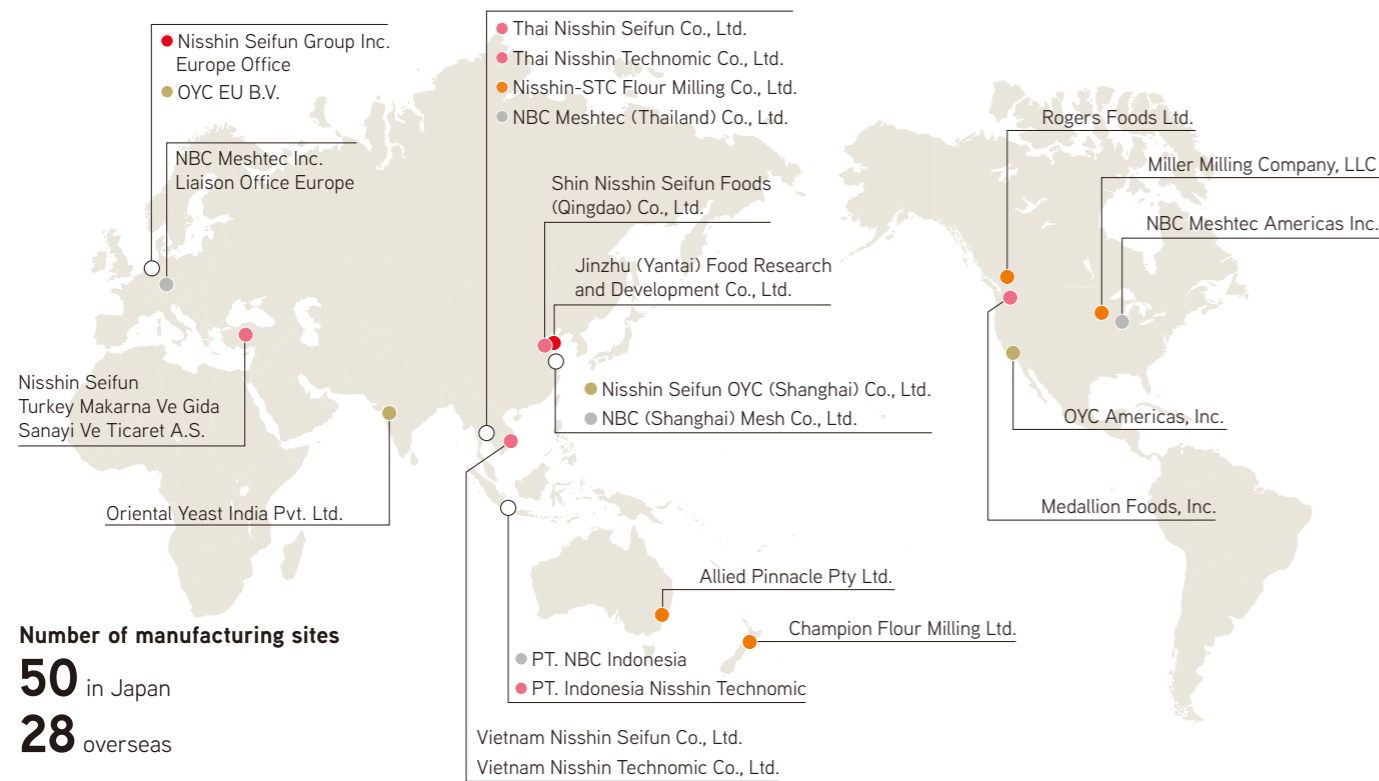 Nisshin Seifun Group Inc.
Europe Office
OYC EU B.V.
NBC Meshtec Inc.
Liaison Office Europe
Thai Nisshin Seifun Co., Ltd.
Thai Nisshin Technomic Co., Ltd.
Nisshin-STC Flour Milling Co., Ltd.
NBC Meshtec (Thailand) Co., Ltd.
Shin Nisshin Seifun Foods
(Qingdao) Co., Ltd.
Jinzhu (Yantai) Food Research
and Development Co., Ltd.
Nisshin Seifun OYC (Shanghai) Co., Ltd.
NBC (Shanghai) Mesh Co., Ltd.
Rogers Foods Ltd.
Miller Milling Company, LLC
NBC Meshtec Americas Inc.
OYC Americas, Inc.
Medallion Foods, Inc.
Nisshin Seifun
Turkey Makarna Ve Gida
Sanayi Ve Ticaret A.S.
Oriental Yeast India Pvt. Ltd.
Allied Pinnacle Pty Ltd.
Champion Flour Milling Ltd.
PT. NBC Indonesia
PT. Indonesia Nisshin Technomic
Vietnam Nisshin Seifun Co., Ltd.
Vietnam Nisshin Technomic Co., Ltd.
Number of manufacturing sites
50 in Japan
28 overseas